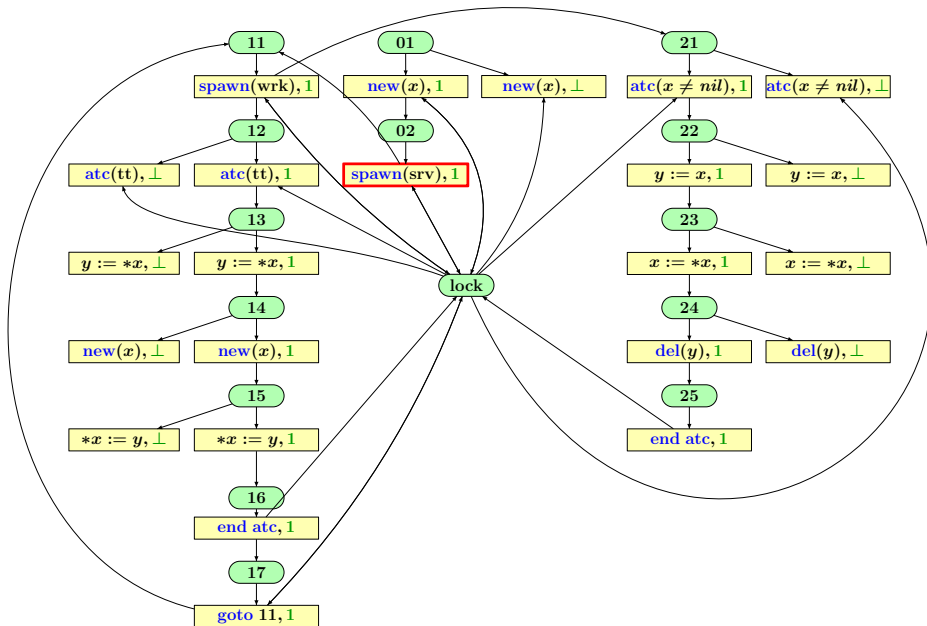 11 01 21
spawn(wrk), 1 new(x), 1 new(x), ⊥ atc(x ≠ nil), 1 atc(x ≠ nil), ⊥
12 02 22
atc(tt), ⊥ atc(tt), 1 spawn(srv), 1 y := x, 1 y := x, ⊥
13 23
y := *x, ⊥ y := *x, 1 x := *x, 1 x := *x, ⊥
lock
14 24
new(x), ⊥ new(x), 1 del(y), 1 del(y), ⊥
15 25
*x := y, ⊥ *x := y, 1 end atc, 1
16
end atc, 1
17
goto 11, 1